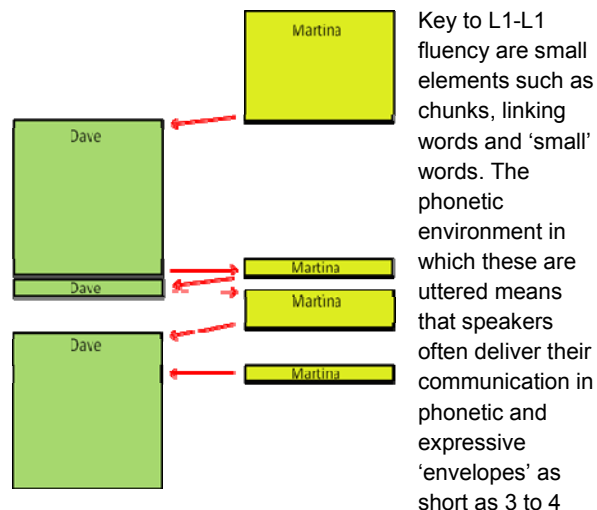 Martina
Dave
Martina
Dave
Martina
Dave
Martina
Key to L1-L1
fluency are small
elements such as
chunks, linking
words and ‘small’
words. The
phonetic
environment in
which these are
uttered means
that speakers
often deliver their
communication in
phonetic and
expressive
‘envelopes’ as
short as 3 to 4